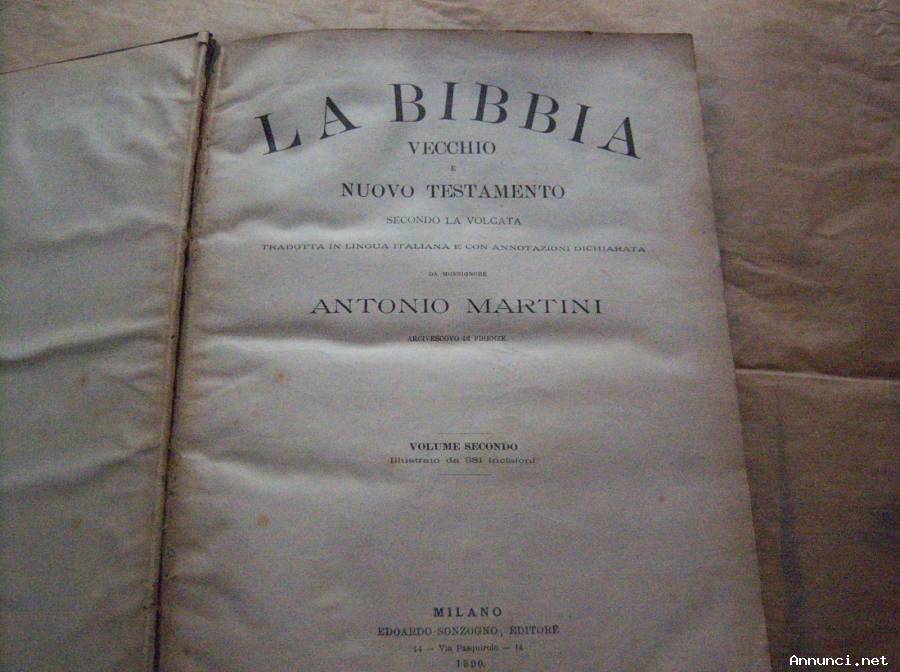 LA BIBBIA
VECCHIO
E
NUOVO TESTAMENTO
SECONDO LA VOLGATA
TRADOTTA IN LINGUA ITALIANA E CON ANNOTAZIONI DICHIARATA
DA MONSIGNORE
ANTONIO MARTINI
ARCIVESCOVO DI FIRENZE.
VOLUME SECONDO
Illustrato da 381 incisioni
MILANO
EDOARDO SONZOGNO, EDITORE
14 — Via Pasquirolo — 14
1890.
Annunci.net